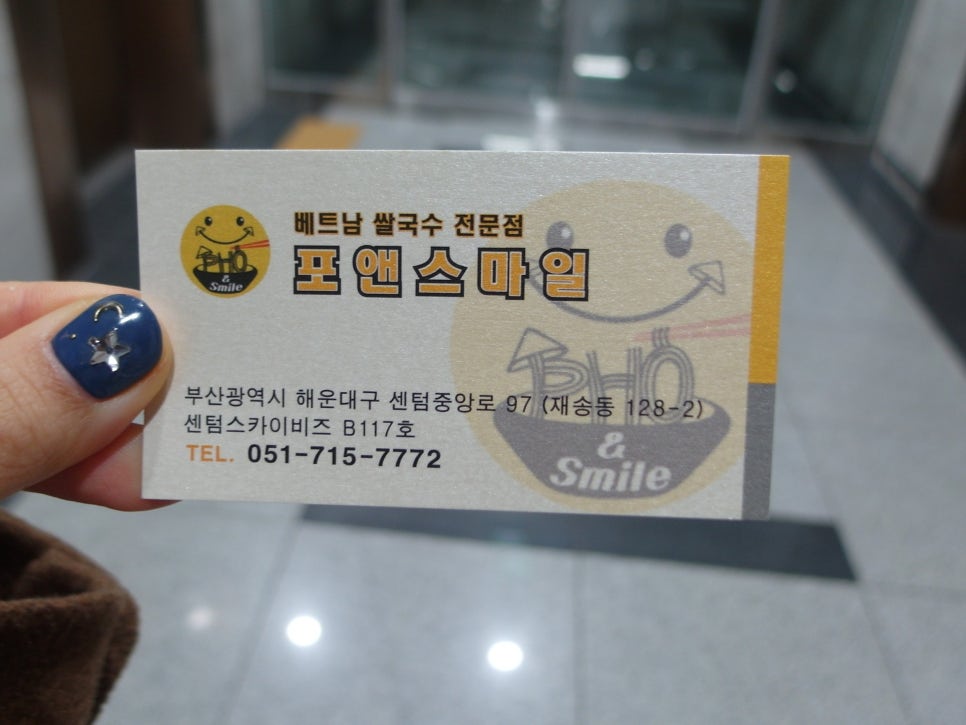 베트남 쌀국수 전문점
포앤스마일
PHO
&
Smile
부산광역시 해운대구 센텀중앙로 97 (재송동 128-2)
센텀스카이비즈 B117호
TEL. 051-715-7772
PHO
&
Smile